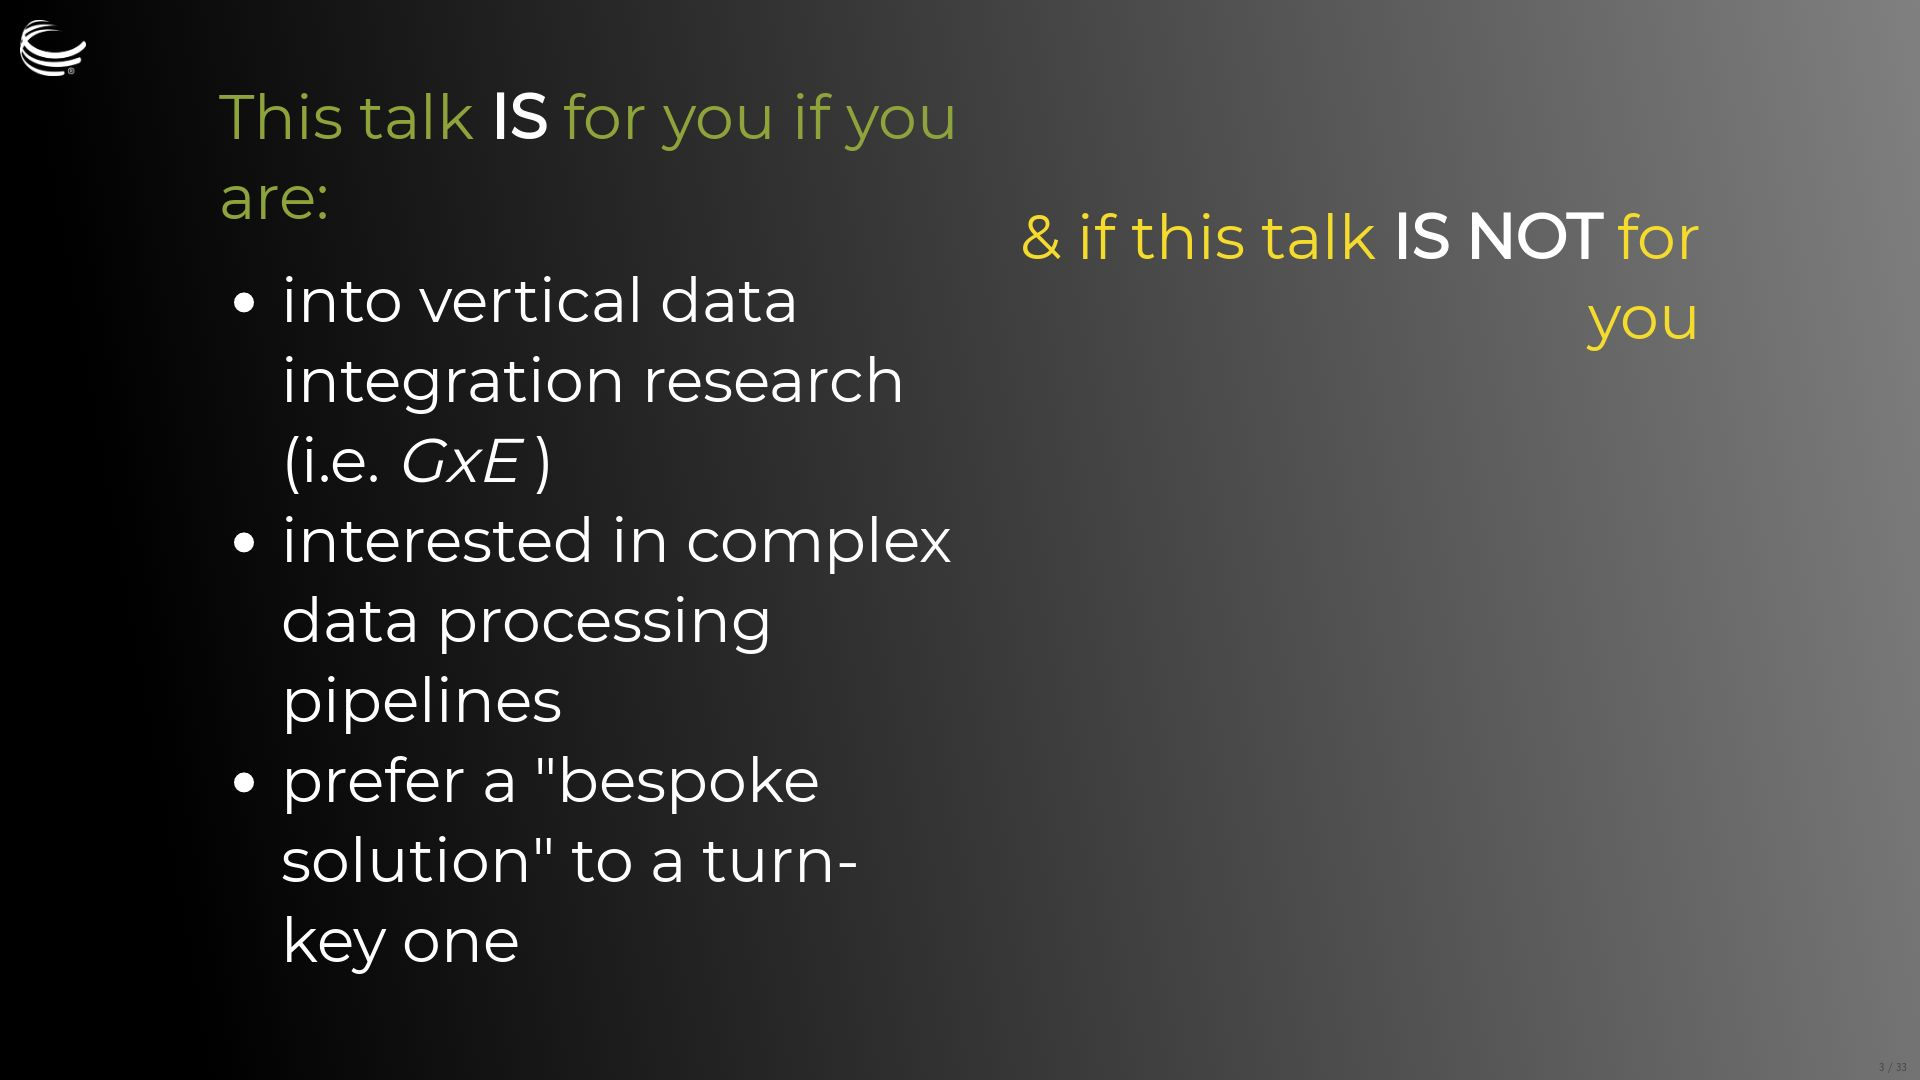 This talk IS for you if you
are:
• into vertical data
integration research
(i.e. GxE )
• interested in complex
data processing
pipelines
• prefer a "bespoke
solution" to a turn-
key one
& if this talk IS NOT for
you
3 / 33